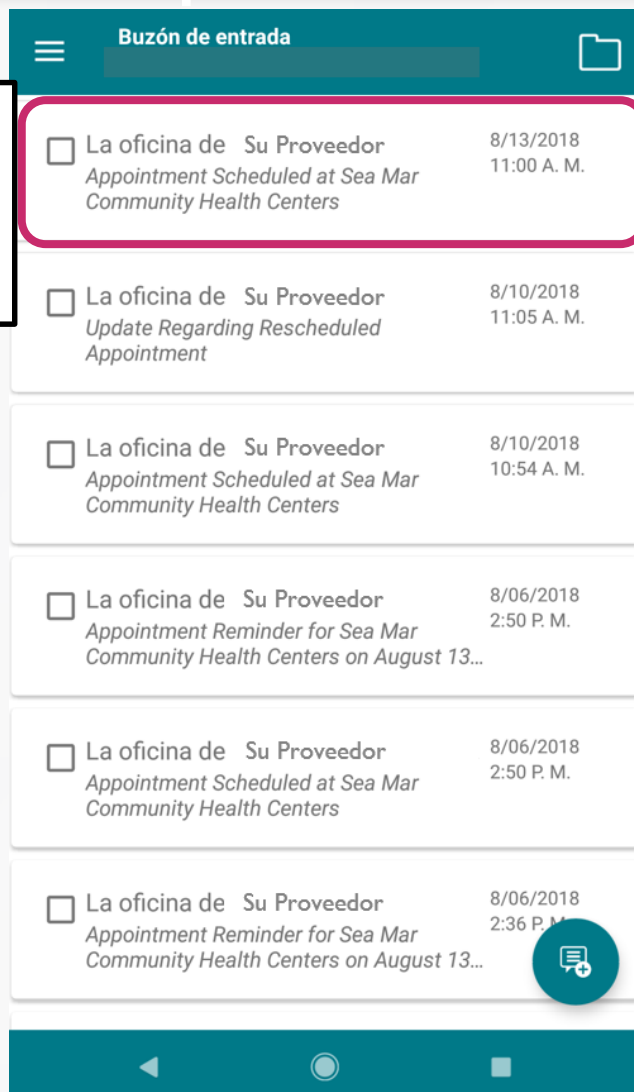 Buzón de entrada
La oficina de Su Proveedor
8/13/2018
Appointment Scheduled at Sea Mar
11:00 A. M.
Community Health Centers
La oficina de Su Proveedor
8/10/2018
Update Regarding Rescheduled
11:05 A. M.
Appointment
La oficina de Su Proveedor
8/10/2018
Appointment Scheduled at Sea Mar
10:54 A. M.
Community Health Centers
La oficina de Su Proveedor
8/06/2018
Appointment Reminder for Sea Mar
2:50 P. M.
Community Health Centers on August 13...
La oficina de Su Proveedor
8/06/2018
Appointment Scheduled at Sea Mar
2:50 P. M.
Community Health Centers
La oficina de Su Proveedor
8/06/2018
Appointment Reminder for Sea Mar
2:36 P. M.
Community Health Centers on August 13...